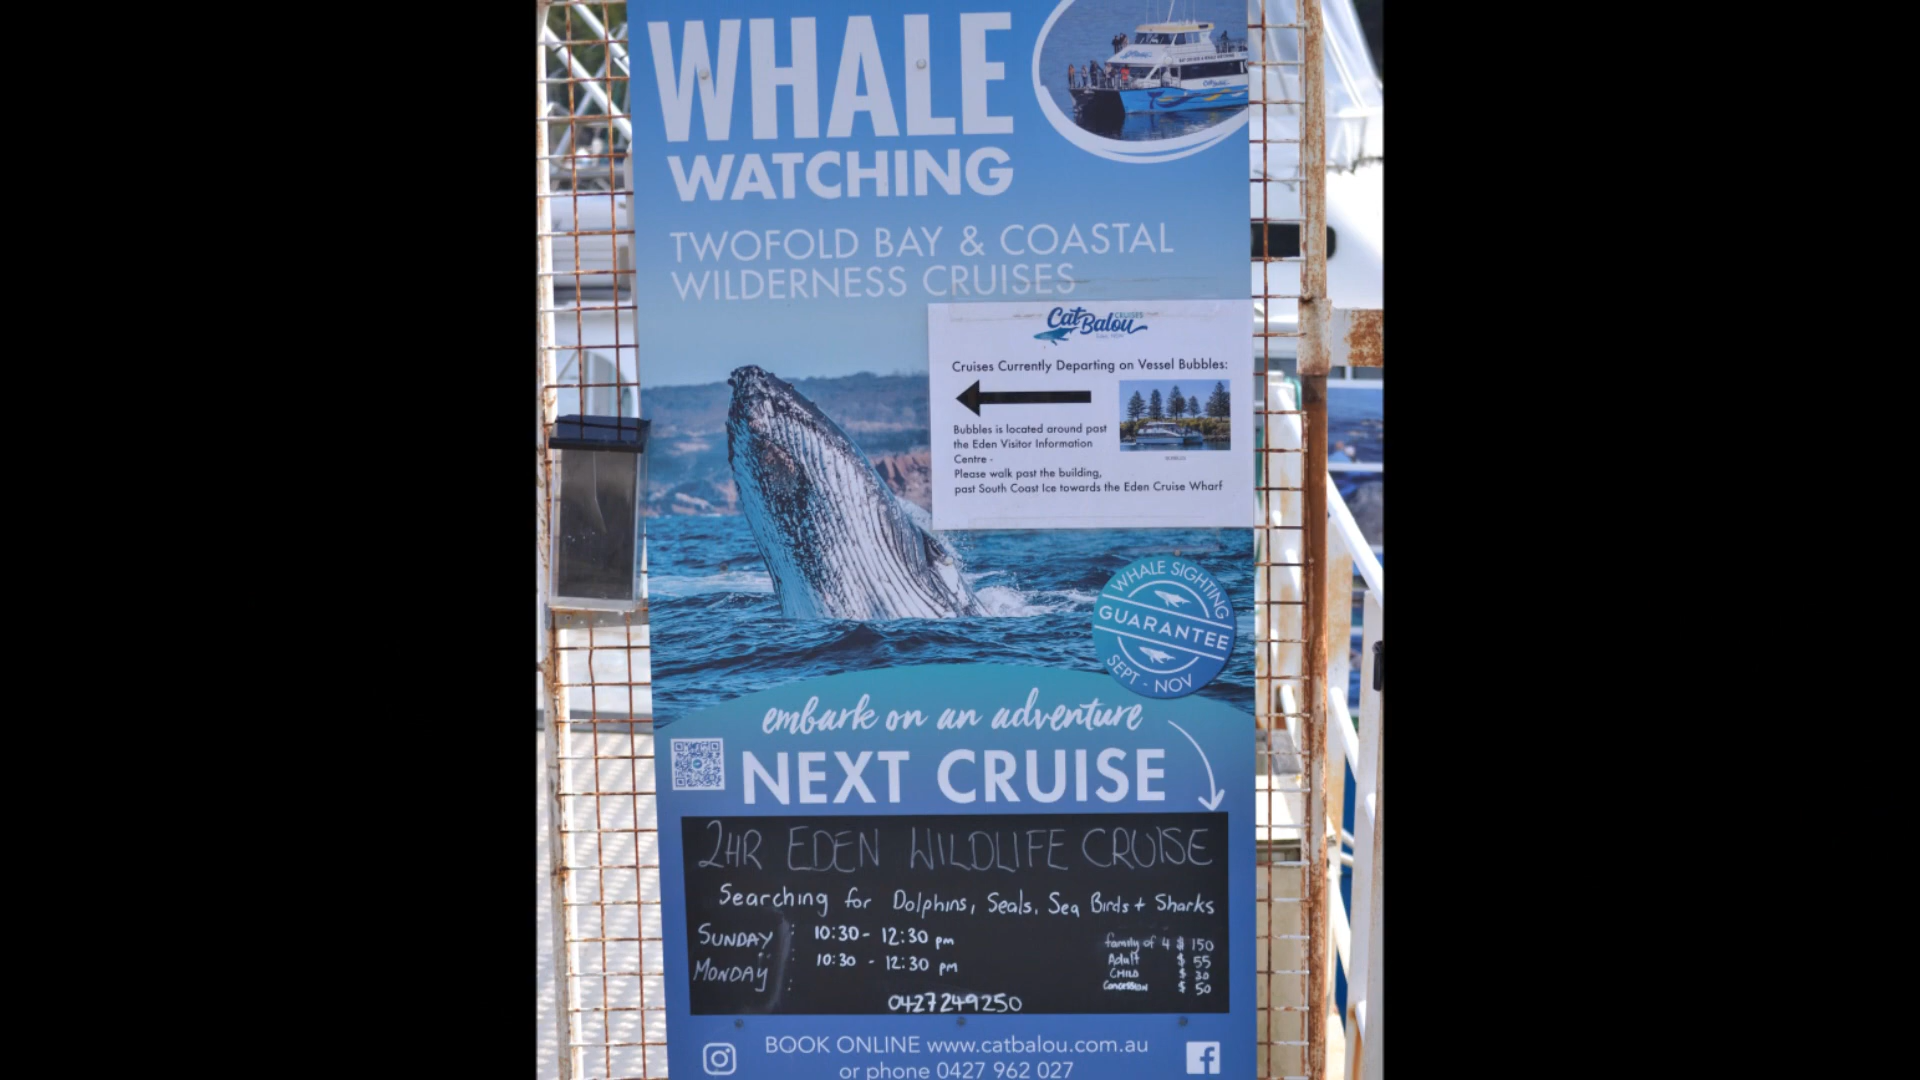 WHALE
WATCHING
TWOFOLD BAY & COASTAL
WILDERNESS CRUISES
Cat Balou CRUISES
Cruises Currently Departing on Vessel Bubbles:
Bubbles is located around past
the Eden Visitor Information
Centre -
Please walk past the building,
past South Coast Ice towards the Eden Cruise Wharf
WHALE SIGHTING
GUARANTEE
SEPT - NOV
embark on an adventure
NEXT CRUISE
2HR EDEN WILDLIFE CRUISE
Searching for Dolphins, Seals, Sea Birds + Sharks
SUNDAY : 10:30 - 12:30 pm
MONDAY : 10:30 - 12:30 pm
family of 4 $ 150
Adult $ 55
CHILD $ 30
Concession $ 50
0427249250
BOOK ONLINE www.catbalou.com.au
or phone 0427 962 027